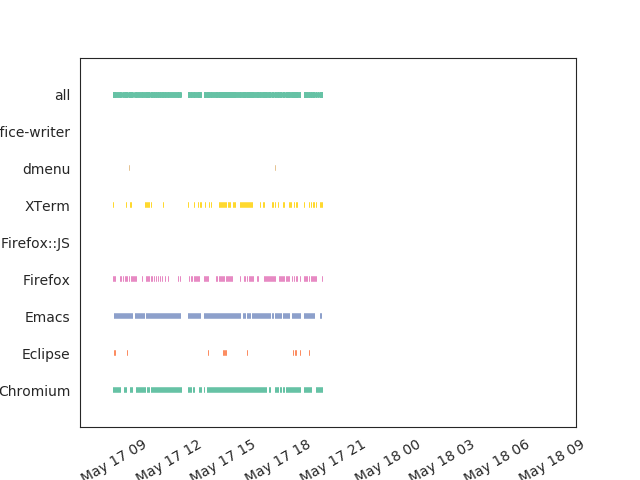 all
fice-writer
dmenu
XTerm
Firefox::JS
Firefox
Emacs
Eclipse
Chromium
May 17 09
May 17 12
May 17 15
May 17 18
May 17 21
May 18 00
May 18 03
May 18 06
May 18 09